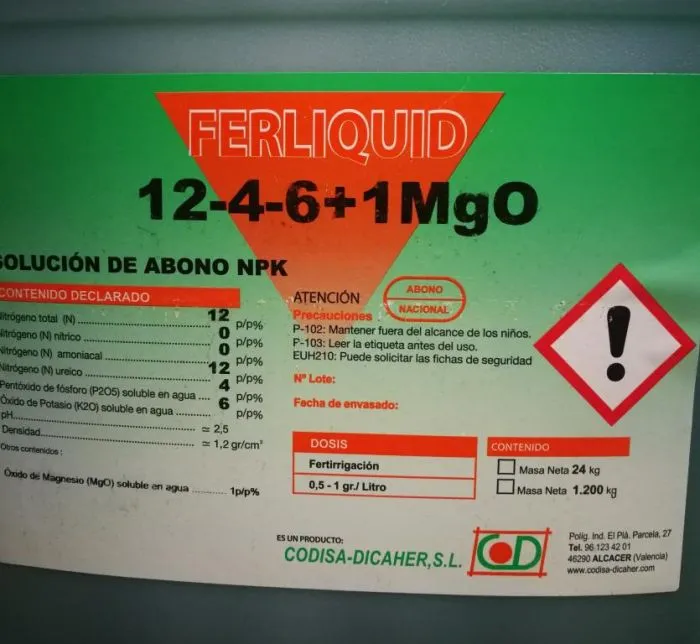 FERLIQUID
12-4-6+1MgO
SOLUCIÓN DE ABONO NPK
CONTENIDO DECLARADO
Nitrógeno total (N) 12 p/p%
Nitrógeno (N) nítrico 0 p/p%
Nitrógeno (N) amoniacal 0 p/p%
Nitrógeno (N) ureico 12 p/p%
Pentóxido de fósforo (P2O5) soluble en agua .... 4 p/p%
Óxido de Potasio (K2O) soluble en agua ........ 6 p/p%
pH ≃ 2,5
Densidad ≃ 1,2 gr/cm³
Otros contenidos:
Óxido de Magnesio (MgO) soluble en agua ........... 1p/p%
ATENCIÓN
ABONO
NACIONAL
Precauciones
P-102: Mantener fuera del alcance de los niños.
P-103: Leer la etiqueta antes del uso.
EUH210: Puede solicitar las fichas de seguridad
Nº Lote:
Fecha de envasado:
!
DOSIS
Fertirrigación
0,5 - 1 gr./ Litro
CONTENIDO
Masa Neta 24 kg
Masa Neta 1.200 kg
ES UN PRODUCTO:
CODISA-DICAHER,S.L.
COD
Polig. Ind. El Plà. Parcela, 27
Tel. 96 123 42 01
46290 ALCACER (Valencia)
www.codisa-dicaher.com